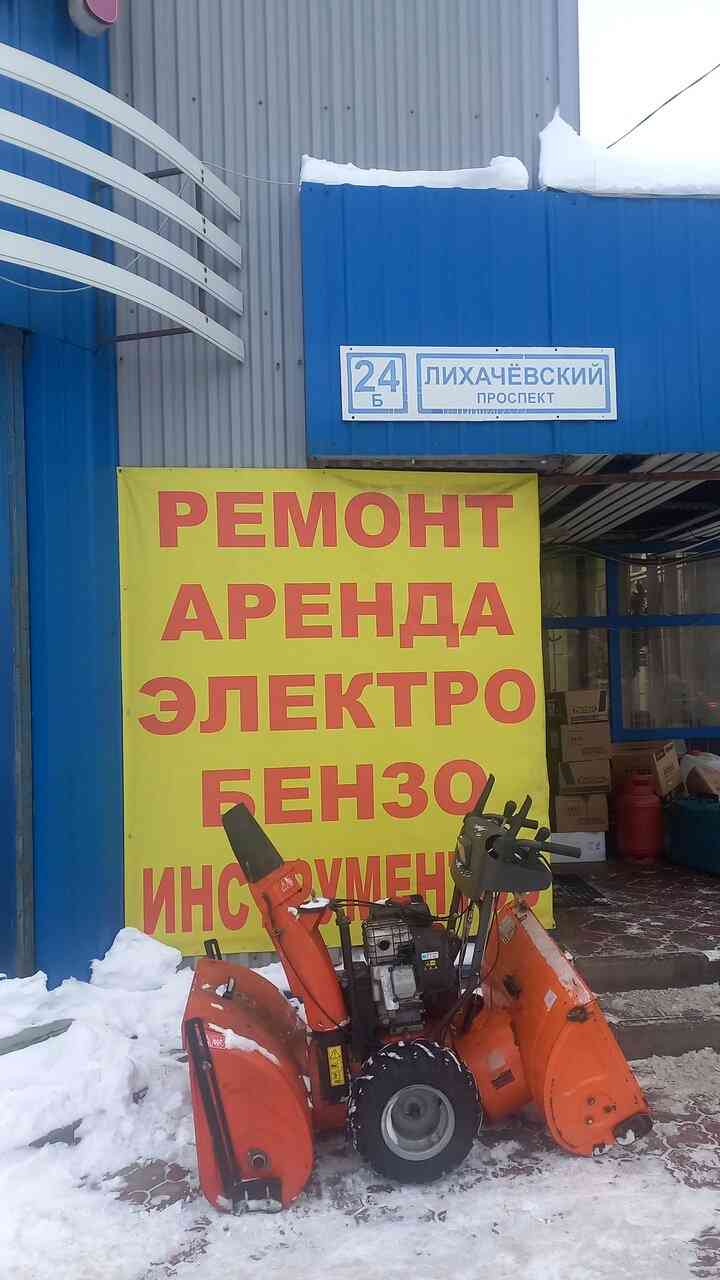 24
Б
ЛИХАЧЁВСКИЙ
ПРОСПЕКТ
РЕМОНТ
АРЕНДА
ЭЛЕКТРО
БЕНЗО